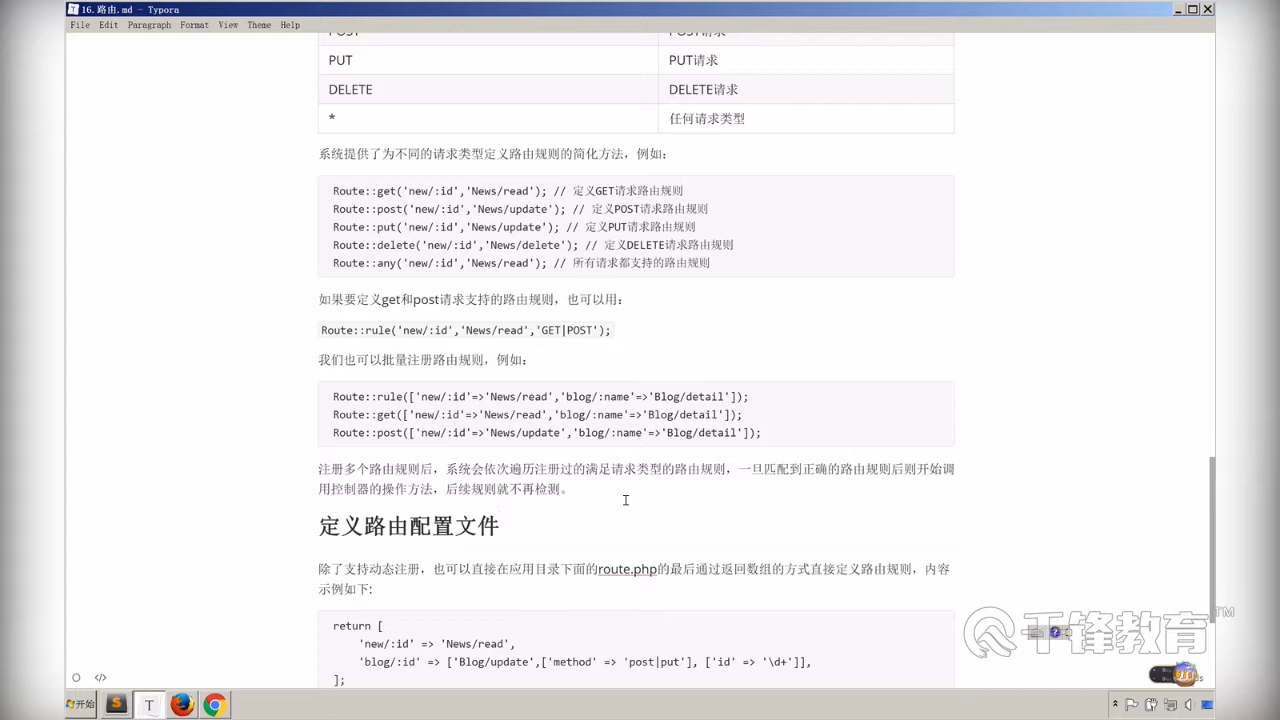 16.路由.md - Typora
File Edit Paragraph Format View Theme Help
POST POST请求
PUT PUT请求
DELETE DELETE请求
* 任何请求类型
系统提供了为不同的请求类型定义路由规则的简化方法，例如：
Route::get('new/:id','News/read'); // 定义GET请求路由规则
Route::post('new/:id','News/update'); // 定义POST请求路由规则
Route::put('new/:id','News/update'); // 定义PUT请求路由规则
Route::delete('new/:id','News/delete'); // 定义DELETE请求路由规则
Route::any('new/:id','News/read'); // 所有请求都支持的路由规则
如果要定义get和post请求支持的路由规则，也可以用：
Route::rule('new/:id','News/read','GET|POST');
我们也可以批量注册路由规则，例如：
Route::rule(['new/:id'=>'News/read','blog/:name'=>'Blog/detail']);
Route::get(['new/:id'=>'News/read','blog/:name'=>'Blog/detail']);
Route::post(['new/:id'=>'News/update','blog/:name'=>'Blog/detail']);
注册多个路由规则后，系统会依次遍历注册过的满足请求类型的路由规则，一旦匹配到正确的路由规则后则开始调
用控制器的操作方法，后续规则就不再检测。
定义路由配置文件
除了支持动态注册，也可以直接在应用目录下面的route.php的最后通过返回数组的方式直接定义路由规则，内容
示例如下：
return [
'new/:id' => 'News/read',
'blog/:id' => ['Blog/update',['method' => 'post|put'], ['id' => '\d+']],
];
千锋教育TM
开始